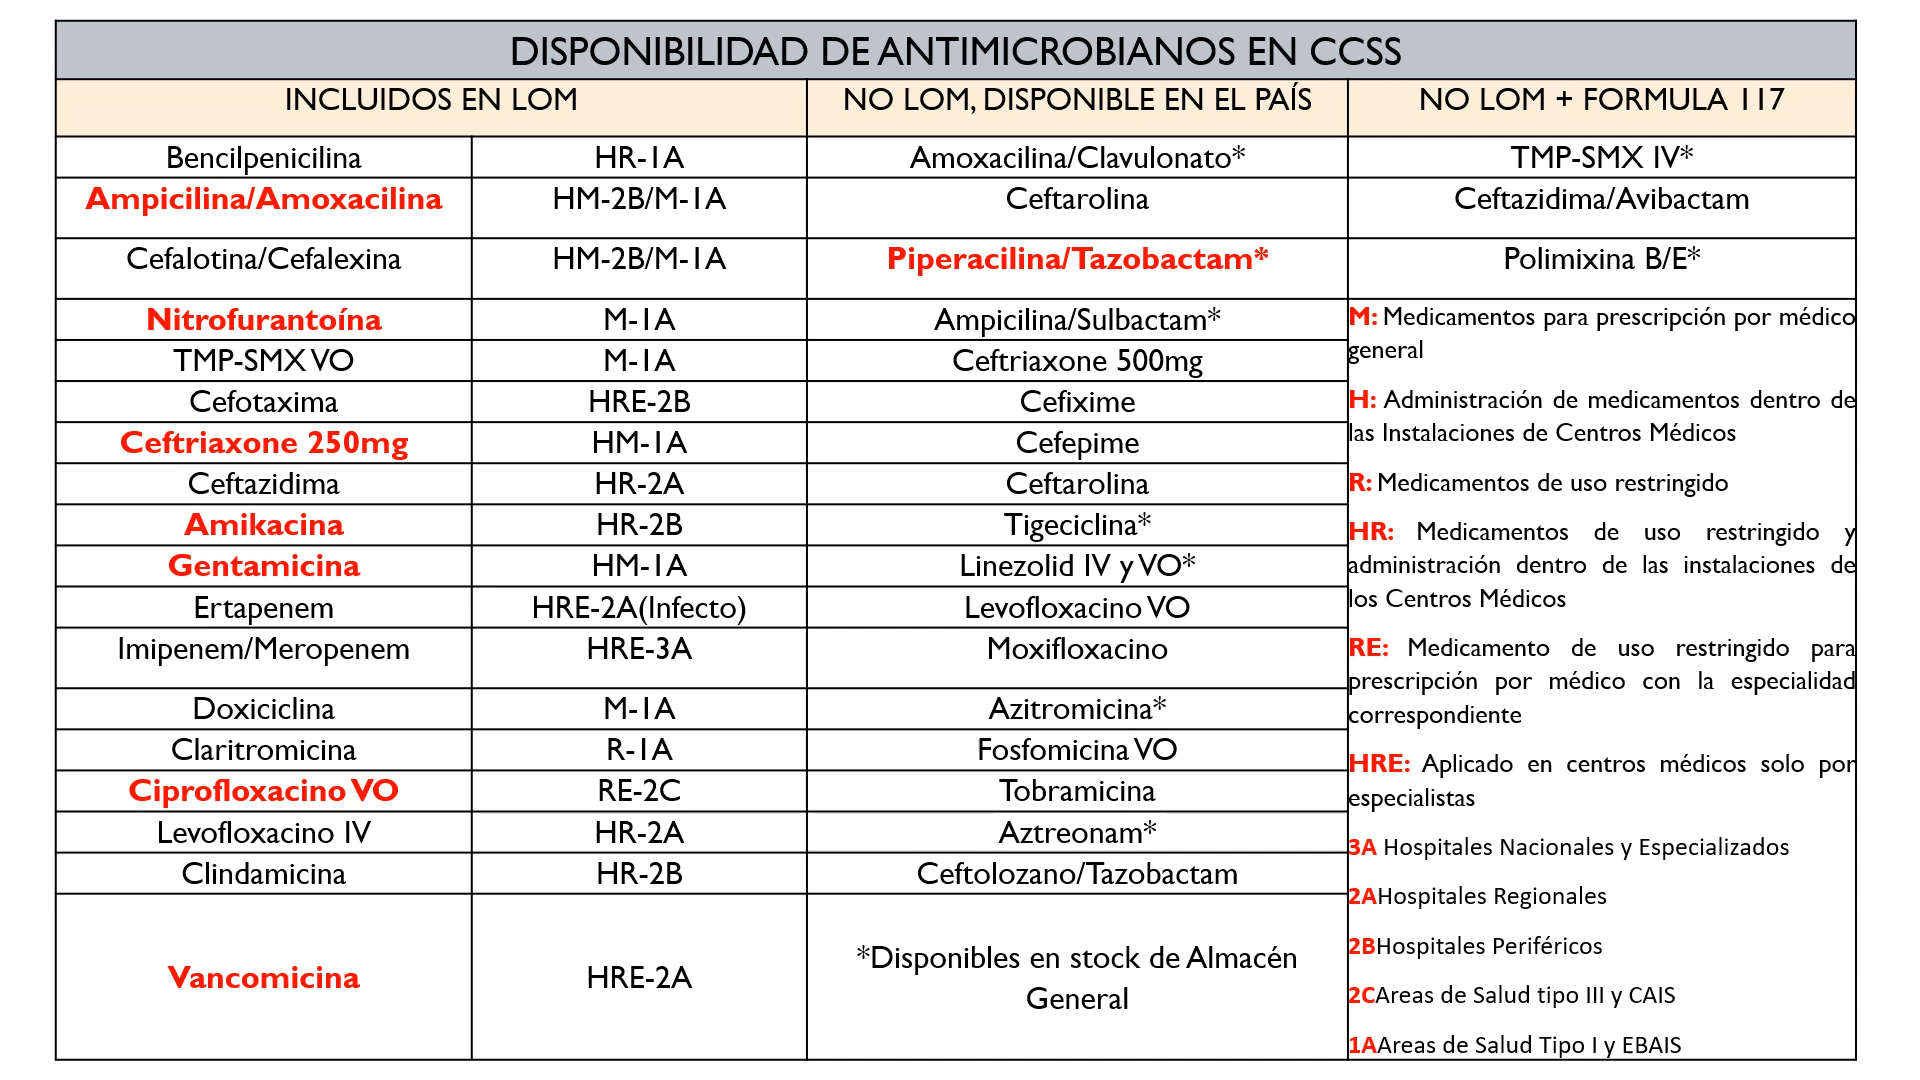 DISPONIBILIDAD DE ANTIMICROBIANOS EN CCSS
INCLUIDOS EN LOM NO LOM, DISPONIBLE EN EL PAÍS NO LOM + FORMULA 117
Bencilpenicilina HR-1A Amoxacilina/Clavulonato* TMP-SMX IV*
Ampicilina/Amoxacilina HM-2B/M-1A Ceftarolina Ceftazidima/Avibactam
Cefalotina/Cefalexina HM-2B/M-1A Piperacilina/Tazobactam* Polimixina B/E*
Nitrofurantoína M-1A Ampicilina/Sulbactam*
TMP-SMX VO M-1A Ceftriaxone 500mg
Cefotaxima HRE-2B Cefixime
Ceftriaxone 250mg HM-1A Cefepime
Ceftazidima HR-2A Ceftarolina
Amikacina HR-2B Tigeciclina*
Gentamicina HM-1A Linezolid IV y VO*
Ertapenem HRE-2A(Infecto) Levofloxacino VO
Imipenem/Meropenem HRE-3A Moxifloxacino
Doxiciclina M-1A Azitromicina*
Claritromicina R-1A Fosfomicina VO
Ciprofloxacino VO RE-2C Tobramicina
Levofloxacino IV HR-2A Aztreonam*
Clindamicina HR-2B Ceftolozano/Tazobactam
Vancomicina HRE-2A
*Disponibles en stock de Almacén
General
M: Medicamentos para prescripción por médico
general
H: Administración de medicamentos dentro de
las Instalaciones de Centros Médicos
R: Medicamentos de uso restringido
HR: Medicamentos de uso restringido y
administración dentro de las instalaciones de
los Centros Médicos
RE: Medicamento de uso restringido para
prescripción por médico con la especialidad
correspondiente
HRE: Aplicado en centros médicos solo por
especialistas
3A Hospitales Nacionales y Especializados
2AHospitales Regionales
2BHospitales Periféricos
2CAreas de Salud tipo III y CAIS
1AAreas de Salud Tipo I y EBAIS